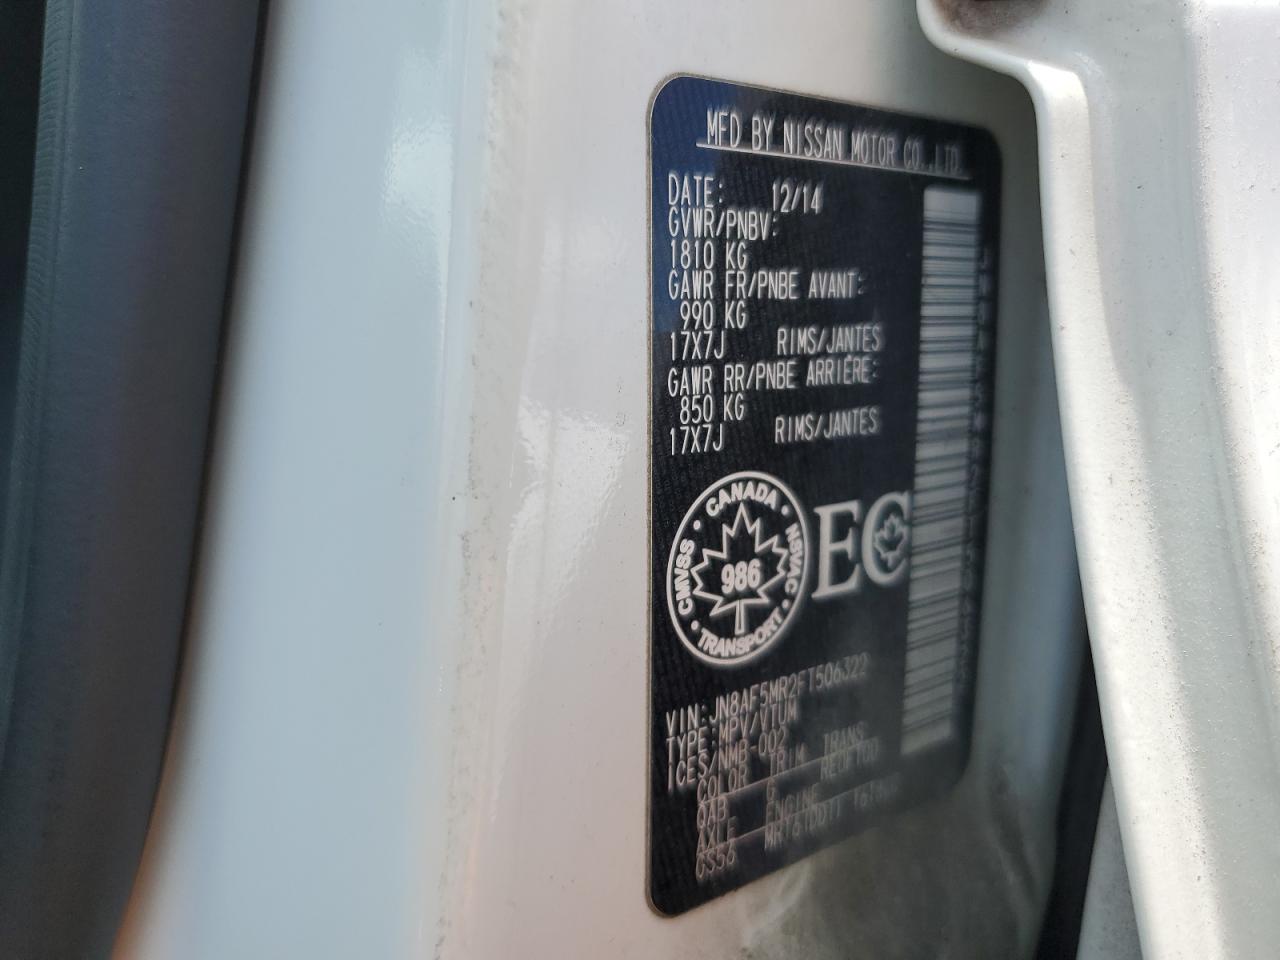 MFD BY NISSAN MOTOR CO.,LTD.
DATE: 12/14
GVWR/PNBV:
1810 KG
GAWR FR/PNBE AVANT:
990 KG
17X7J RIMS/JANTES
GAWR RR/PNBE ARRIÈRE:
850 KG
17X7J RIMS/JANTES
CANADA
CMVSS
NSVAC
986
TRANSPORT
EC
VIN:JN8AF5MR2FT506322
TYPE:MPV/VTUM
ICES/NMB-002
COLOR TRIM TRANS
QAB G
AXLE ENGINE
GS56